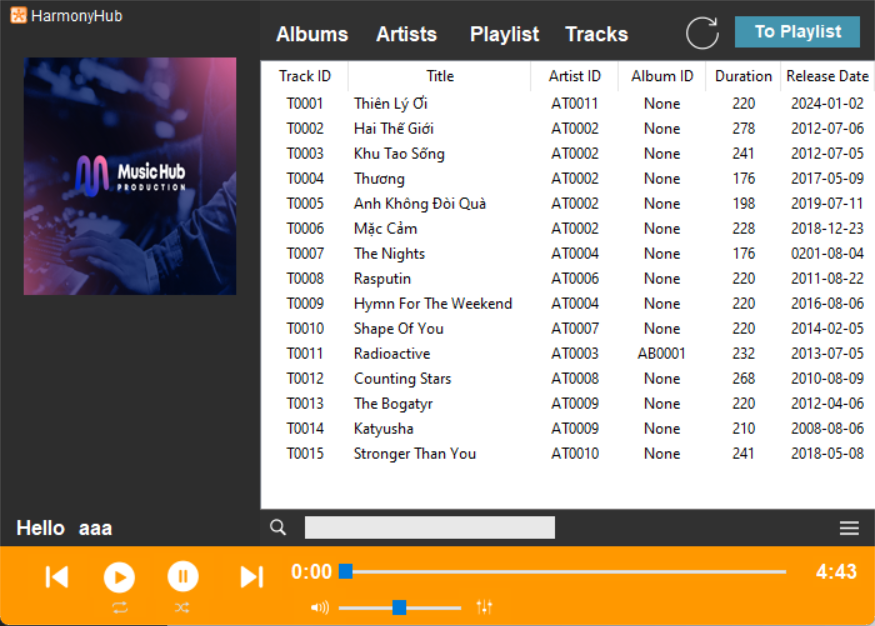 HarmonyHub
Albums Artists Playlist Tracks To Playlist
Music Hub
PRODUCTION
Track ID Title Artist ID Album ID Duration Release Date
T0001 Thiên Lý Ơi AT0011 None 220 2024-01-02
T0002 Hai Thế Giới AT0002 None 278 2012-07-06
T0003 Khu Tao Sống AT0002 None 241 2012-07-05
T0004 Thương AT0002 None 176 2017-05-09
T0005 Anh Không Đòi Quà AT0002 None 198 2019-07-11
T0006 Mặc Cảm AT0002 None 228 2018-12-23
T0007 The Nights AT0004 None 176 0201-08-04
T0008 Rasputin AT0006 None 220 2011-08-22
T0009 Hymn For The Weekend AT0004 None 220 2016-08-06
T0010 Shape Of You AT0007 None 220 2014-02-05
T0011 Radioactive AT0003 AB0001 232 2013-07-05
T0012 Counting Stars AT0008 None 268 2010-08-09
T0013 The Bogatyr AT0009 None 220 2012-04-06
T0014 Katyusha AT0009 None 210 2008-08-06
T0015 Stronger Than You AT0010 None 241 2018-05-08
Hello aaa
0:00 4:43